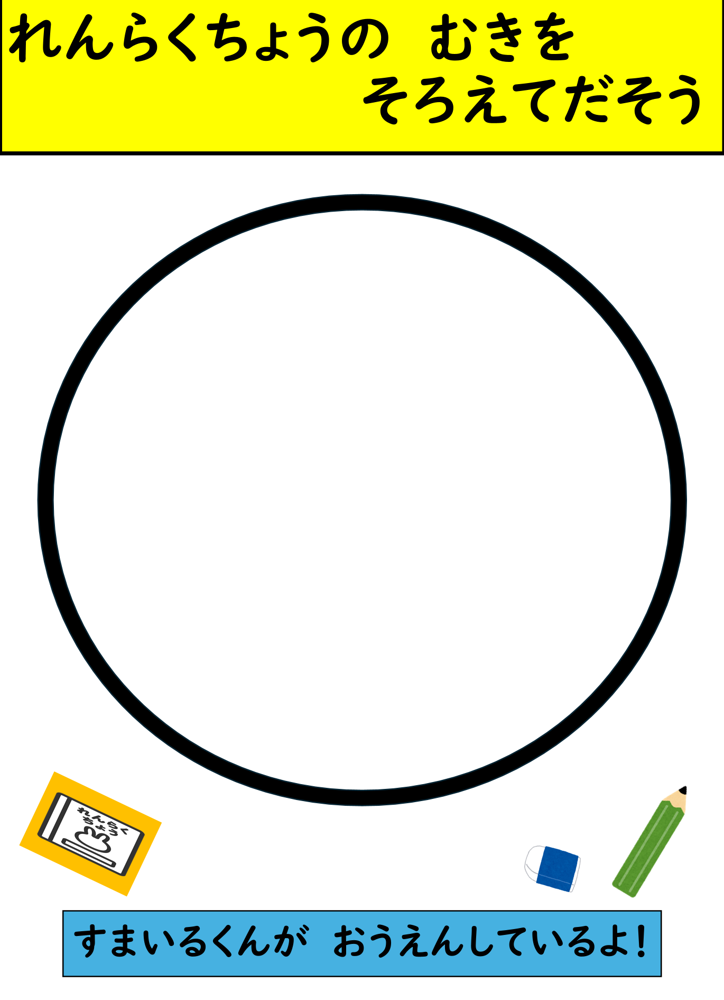 れんらくちょうの　むきを
そろえてだそう
れんらく
ちょう
すまいるくんが　おうえんしているよ！